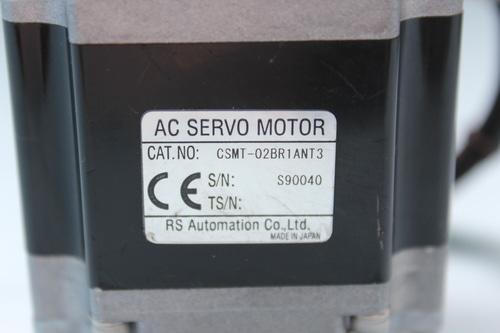 AC SERVO MOTOR
CAT.NO: CSMT-02BR1ANT3
CE S/N: S90040
TS/N:
RS Automation Co.,Ltd.
MADE IN JAPAN